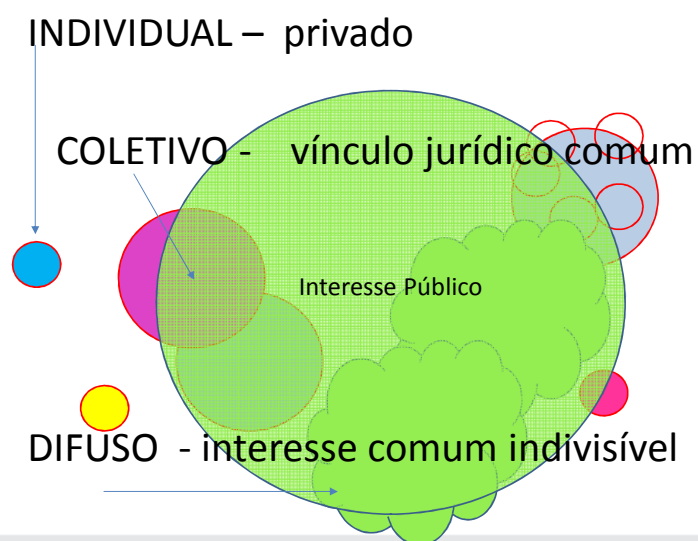 INDIVIDUAL – privado
COLETIVO - vínculo jurídico comum
Interesse Público
DIFUSO - interesse comum indivisível